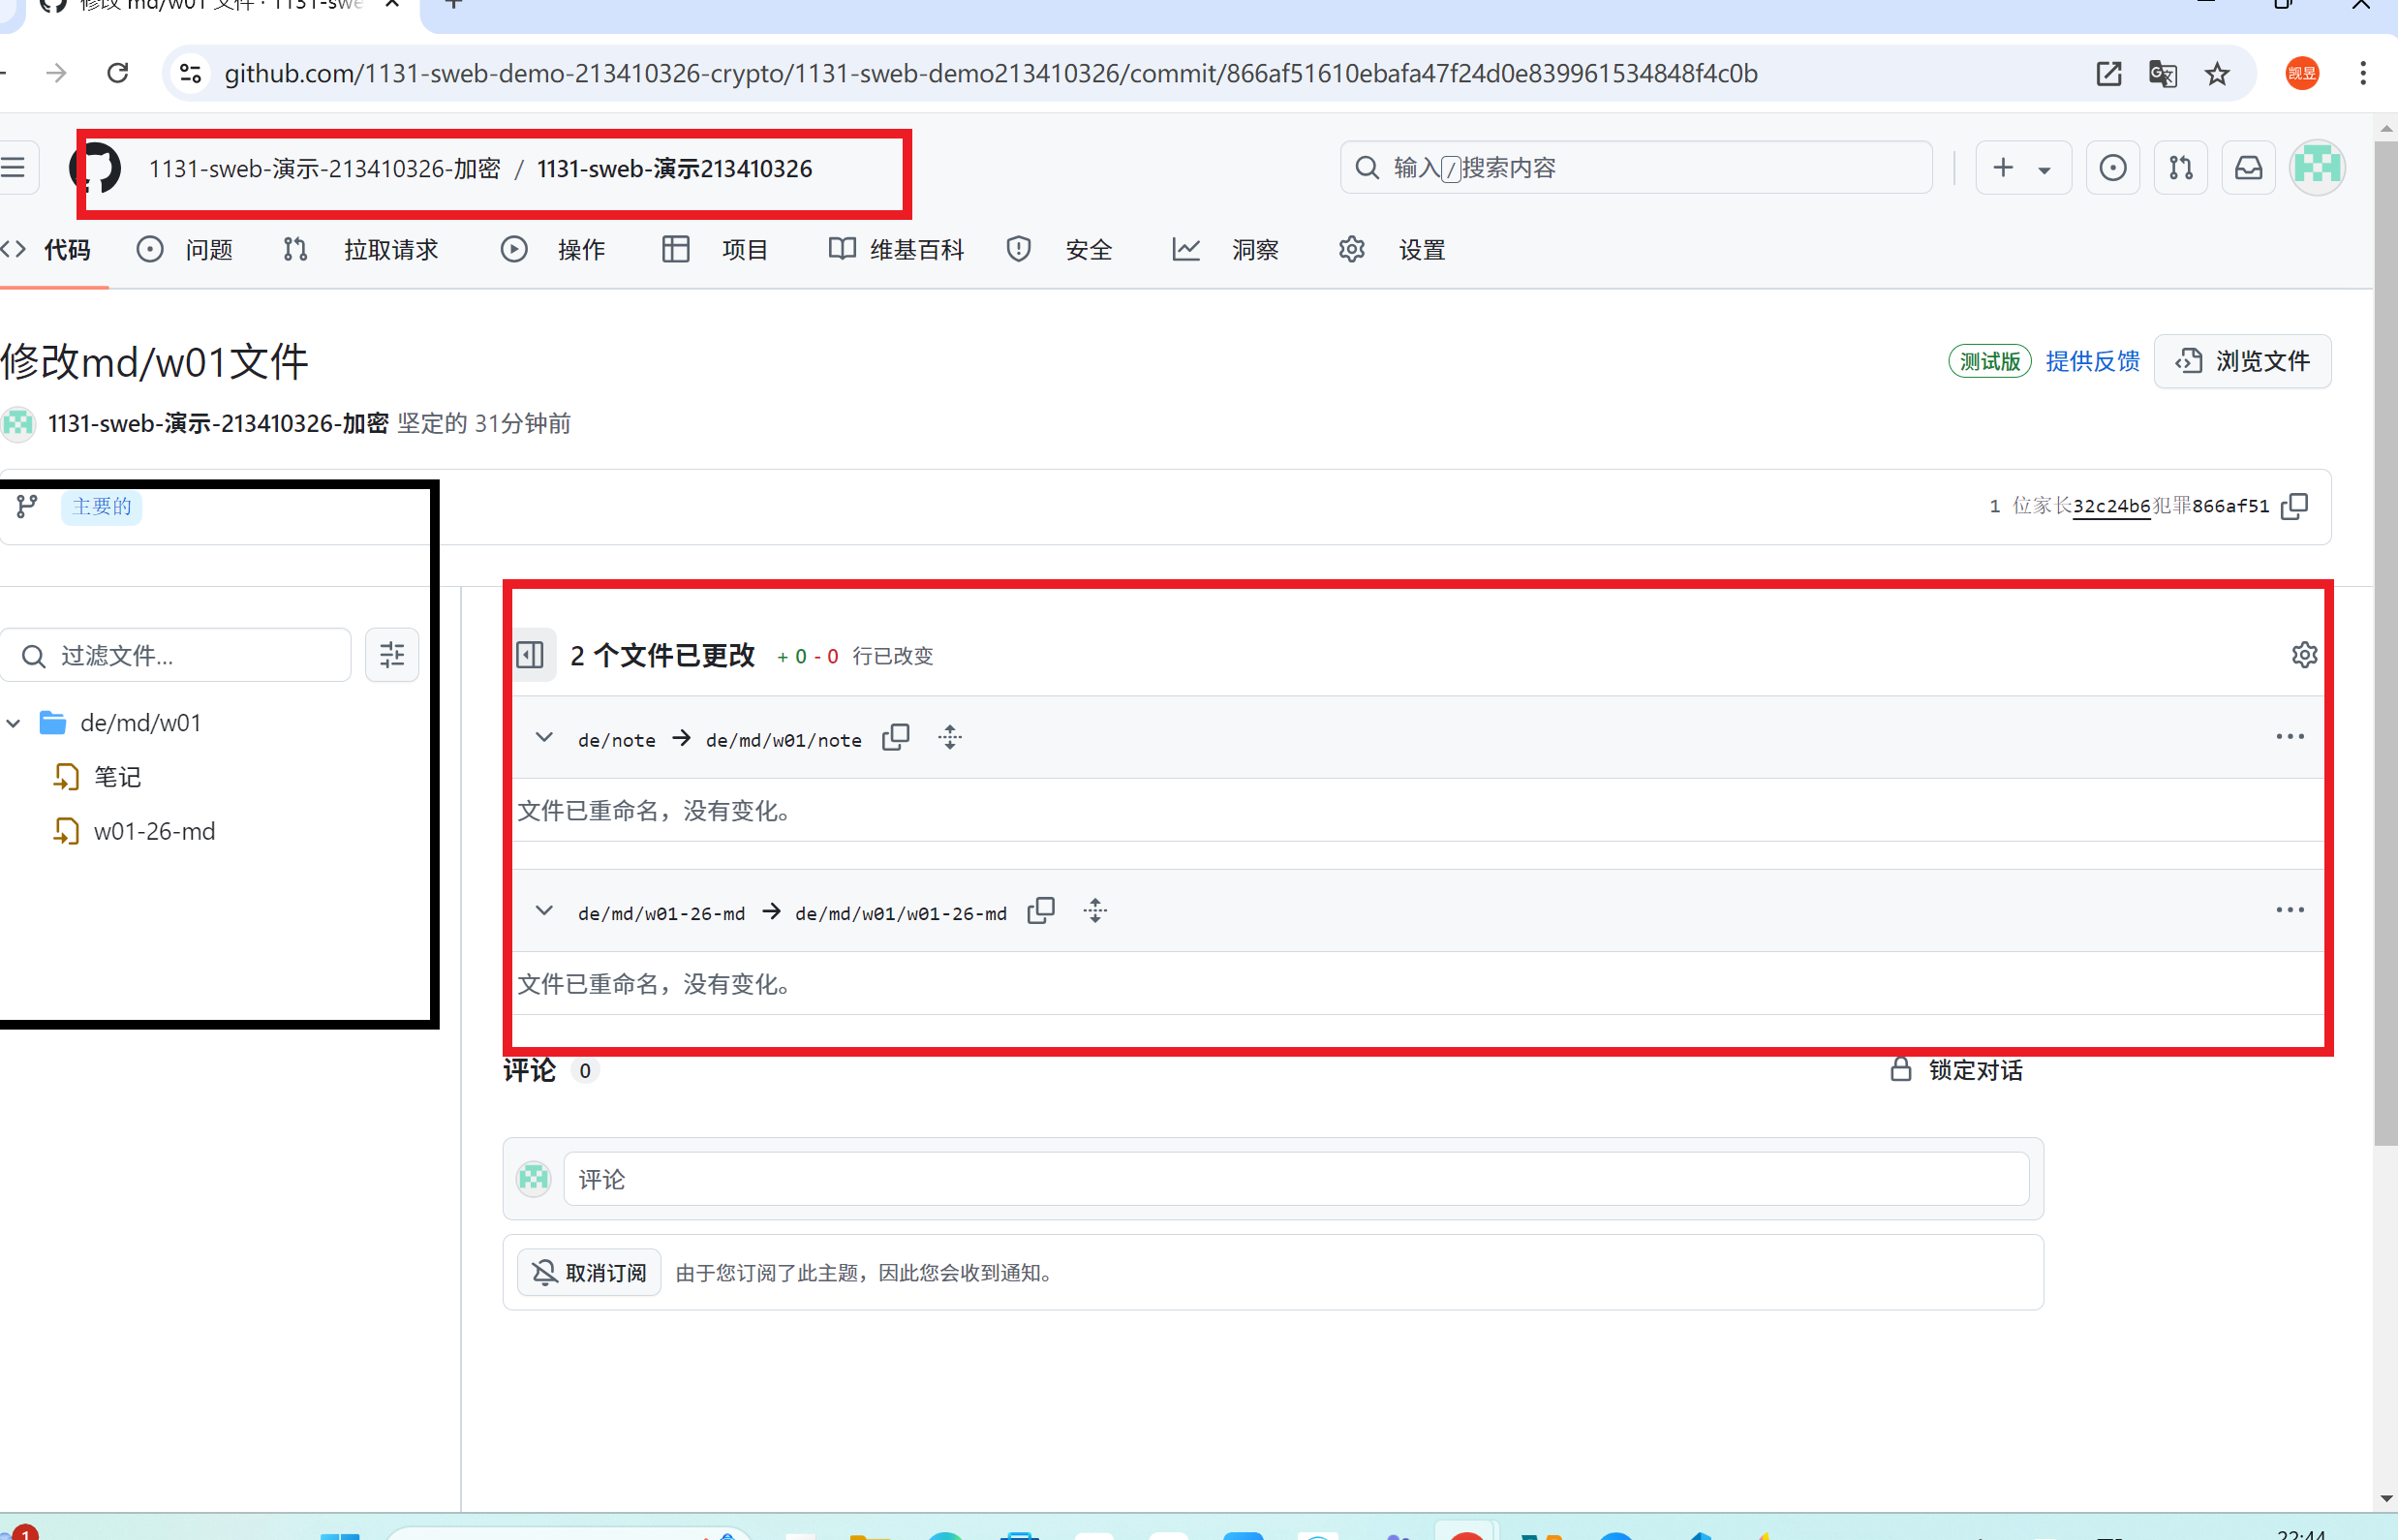 修改 md/w01 文件 · 1131-swe
github.com/1131-sweb-demo-213410326-crypto/1131-sweb-demo213410326/commit/866af51610ebafa47f24d0e839961534848f4c0b
觊昱
1131-sweb-演示-213410326-加密 / 1131-sweb-演示213410326
输入/搜索内容
代码 问题 拉取请求 操作 项目 维基百科 安全 洞察 设置
修改md/w01文件
测试版 提供反馈 浏览文件
1131-sweb-演示-213410326-加密 坚定的 31分钟前
主要的
1 位家长32c24b6犯罪866af51
过滤文件...
de/md/w01
笔记
w01-26-md
2 个文件已更改 + 0 - 0 行已改变
de/note → de/md/w01/note
文件已重命名，没有变化。
de/md/w01-26-md → de/md/w01/w01-26-md
文件已重命名，没有变化。
评论 0
锁定对话
评论
取消订阅 由于您订阅了此主题，因此您会收到通知。
1
22:44